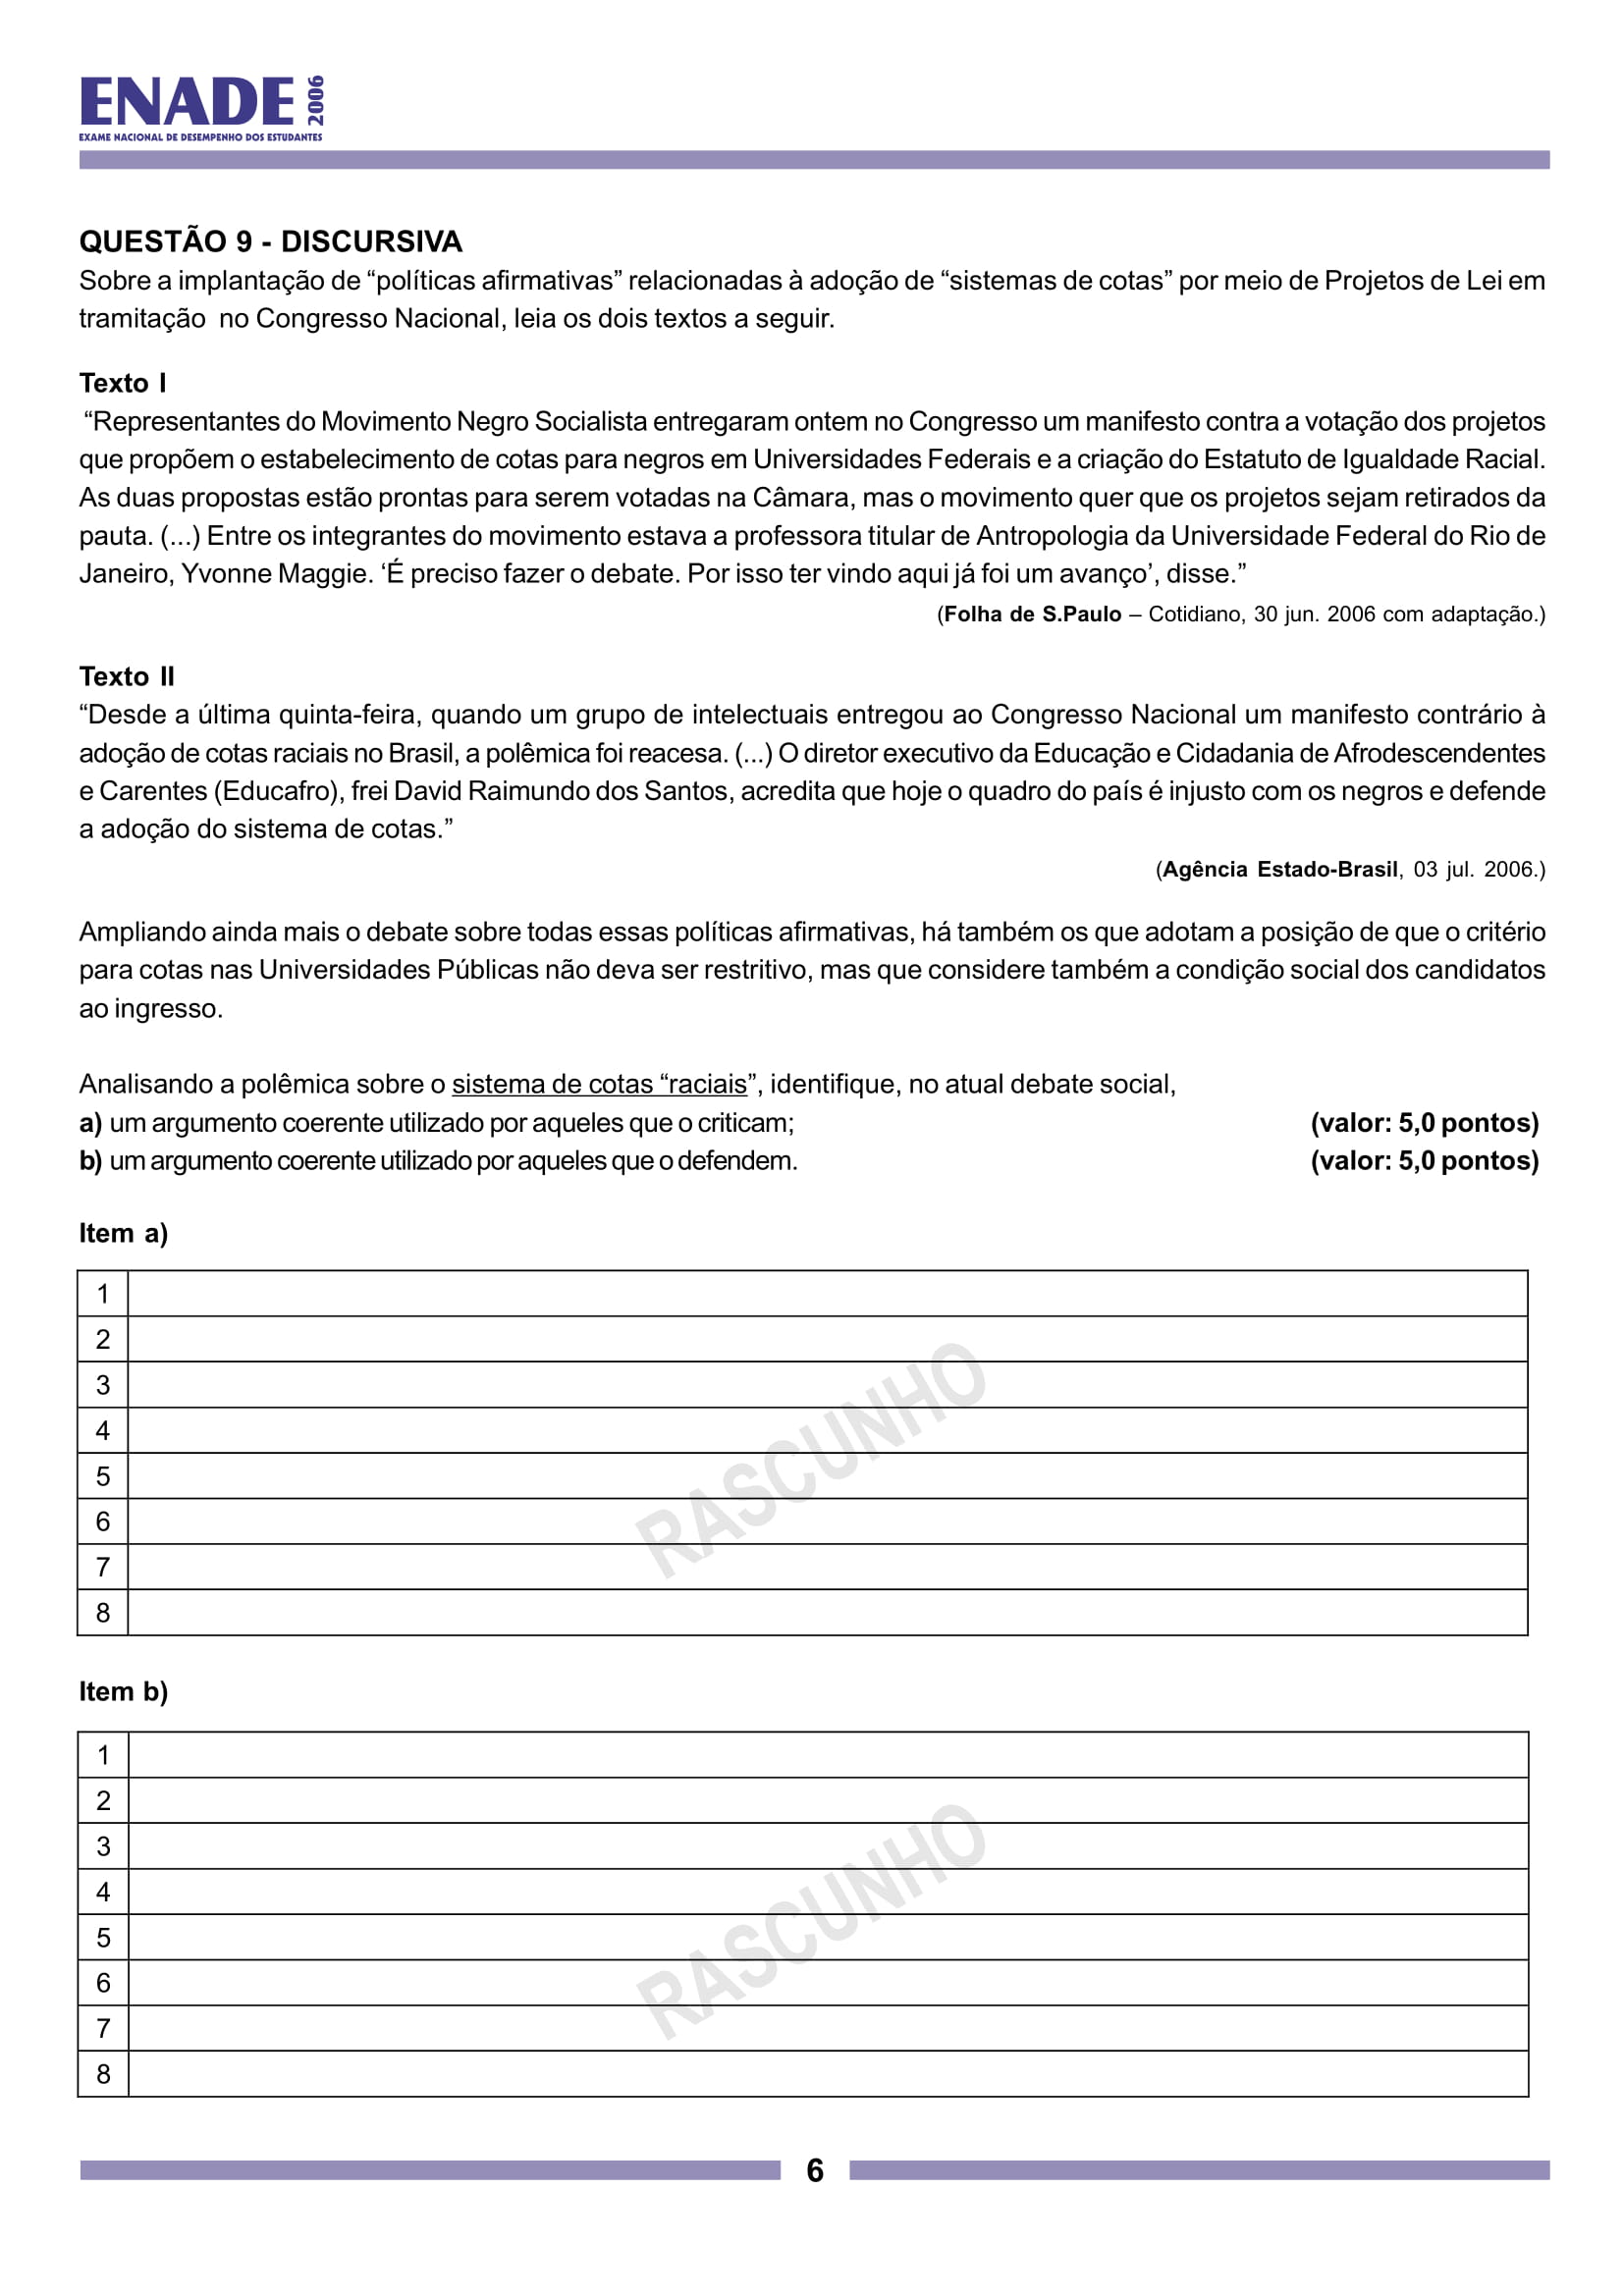 ENADE 2006
EXAME NACIONAL DE DESEMPENHO DOS ESTUDANTES
QUESTÃO 9 - DISCURSIVA
Sobre a implantação de “políticas afirmativas” relacionadas à adoção de “sistemas de cotas” por meio de Projetos de Lei em
tramitação no Congresso Nacional, leia os dois textos a seguir.
Texto I
“Representantes do Movimento Negro Socialista entregaram ontem no Congresso um manifesto contra a votação dos projetos
que propõem o estabelecimento de cotas para negros em Universidades Federais e a criação do Estatuto de Igualdade Racial.
As duas propostas estão prontas para serem votadas na Câmara, mas o movimento quer que os projetos sejam retirados da
pauta. (...) Entre os integrantes do movimento estava a professora titular de Antropologia da Universidade Federal do Rio de
Janeiro, Yvonne Maggie. ‘É preciso fazer o debate. Por isso ter vindo aqui já foi um avanço’, disse.”
(Folha de S.Paulo – Cotidiano, 30 jun. 2006 com adaptação.)
Texto II
“Desde a última quinta-feira, quando um grupo de intelectuais entregou ao Congresso Nacional um manifesto contrário à
adoção de cotas raciais no Brasil, a polêmica foi reacesa. (...) O diretor executivo da Educação e Cidadania de Afrodescendentes
e Carentes (Educafro), frei David Raimundo dos Santos, acredita que hoje o quadro do país é injusto com os negros e defende
a adoção do sistema de cotas.”
(Agência Estado-Brasil, 03 jul. 2006.)
Ampliando ainda mais o debate sobre todas essas políticas afirmativas, há também os que adotam a posição de que o critério
para cotas nas Universidades Públicas não deva ser restritivo, mas que considere também a condição social dos candidatos
ao ingresso.
Analisando a polêmica sobre o sistema de cotas “raciais”, identifique, no atual debate social,
a) um argumento coerente utilizado por aqueles que o criticam; (valor: 5,0 pontos)
b) um argumento coerente utilizado por aqueles que o defendem. (valor: 5,0 pontos)
Item a)
1
2
3
4
5
6
7
8
RASCUNHO
Item b)
1
2
3
4
5
6
7
8
RASCUNHO
6